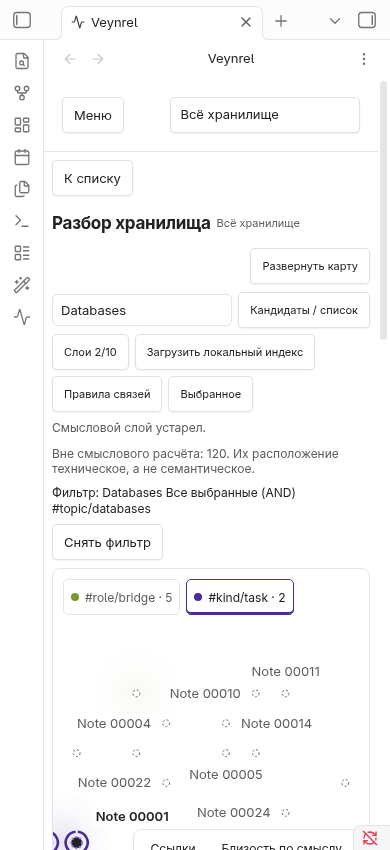 Veynrel
Veynrel
Меню
Всё хранилище
К списку
Разбор хранилища Всё хранилище
Развернуть карту
Databases
Кандидаты / список
Слои 2/10
Загрузить локальный индекс
Правила связей
Выбранное
Смысловой слой устарел.
Вне смыслового расчёта: 120. Их расположение
техническое, а не семантическое.
Фильтр: Databases Все выбранные (AND)
#topic/databases
Снять фильтр
#role/bridge · 5
#kind/task · 2
Note 00011
Note 00010
Note 00004
Note 00014
Note 00005
Note 00022
Note 00024
Note 00001
Ссылки
Близость по смыслу